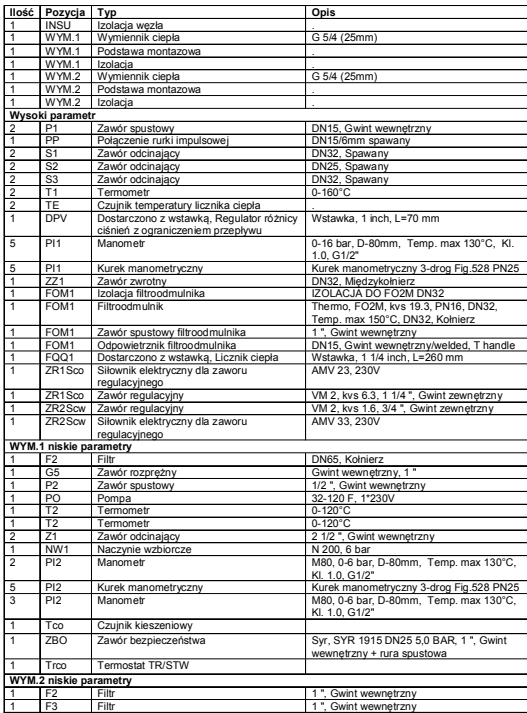 Ilość Pozycja Typ Opis
1 INSU Izolacja węzła .
1 WYM.1 Wymiennik ciepła G 5/4 (25mm)
1 WYM.1 Podstawa montazowa .
1 WYM.1 Izolacja .
1 WYM.2 Wymiennik ciepła G 5/4 (25mm)
1 WYM.2 Podstawa montazowa .
1 WYM.2 Izolacja .
Wysoki parametr
2 P1 Zawór spustowy DN15, Gwint wewnętrzny
1 PP Połączenie rurki impulsowej DN15/6mm spawany
2 S1 Zawór odcinający DN32, Spawany
2 S2 Zawór odcinający DN25, Spawany
2 S3 Zawór odcinający DN32, Spawany
2 T1 Termometr 0-160°C
2 TE Czujnik temperatury licznika ciepła .
1 DPV Dostarczono z wstawką, Regulator różnicy Wstawka, 1 inch, L=70 mm
ciśnień z ograniczeniem przepływu
5 PI1 Manometr 0-16 bar, D-80mm, Temp. max 130°C, Kl.
1.0, G1/2"
5 PI1 Kurek manometryczny Kurek manometryczny 3-drog Fig.528 PN25
1 ZZ1 Zawór zwrotny DN32, Międzykołnierz
1 FOM1 Izolacja filtroodmulnika IZOLACJA DO FO2M DN32
1 FOM1 Filtroodmulnik Thermo, FO2M, kvs 19.3, PN16, DN32,
Temp. max 150°C, DN32, Kołnierz
1 FOM1 Zawór spustowy filtroodmulnika 1 ", Gwint wewnętrzny
1 FOM1 Odpowietrznik filtroodmulnika DN15, Gwint wewnętrzny/welded, T handle
1 FQQ1 Dostarczono z wstawką, Licznik ciepła Wstawka, 1 1/4 inch, L=260 mm
1 ZR1Sco Siłownik elektryczny dla zaworu AMV 23, 230V
regulacyjnego
1 ZR1Sco Zawór regulacyjny VM 2, kvs 6.3, 1 1/4 ", Gwint zewnętrzny
1 ZR2Scw Zawór regulacyjny VM 2, kvs 1.6, 3/4 ", Gwint zewnętrzny
1 ZR2Scw Siłownik elektryczny dla zaworu AMV 33, 230V
regulacyjnego
WYM.1 niskie parametry
1 F2 Filtr DN65, Kołnierz
1 G5 Zawór rozprężny Gwint wewnętrzny, 1 "
1 P2 Zawór spustowy 1/2 ", Gwint wewnętrzny
1 PO Pompa 32-120 F, 1*230V
1 T2 Termometr 0-120°C
1 T2 Termometr 0-120°C
2 Z1 Zawór odcinający 2 1/2 ", Gwint wewnętrzny
1 NW1 Naczynie wzbiorcze N 200, 6 bar
2 PI2 Manometr M80, 0-6 bar, D-80mm, Temp. max 130°C,
Kl. 1.0, G1/2"
5 PI2 Kurek manometryczny Kurek manometryczny 3-drog Fig.528 PN25
3 PI2 Manometr M80, 0-6 bar, D-80mm, Temp. max 130°C,
Kl. 1.0, G1/2"
1 Tco Czujnik kieszeniowy
1 ZBO Zawór bezpieczeństwa Syr, SYR 1915 DN25 5,0 BAR, 1 ", Gwint
wewnętrzny + rura spustowa
1 Trco Termostat TR/STW
WYM.2 niskie parametry
1 F2 Filtr 1 ", Gwint wewnętrzny
1 F3 Filtr 1 ", Gwint wewnętrzny